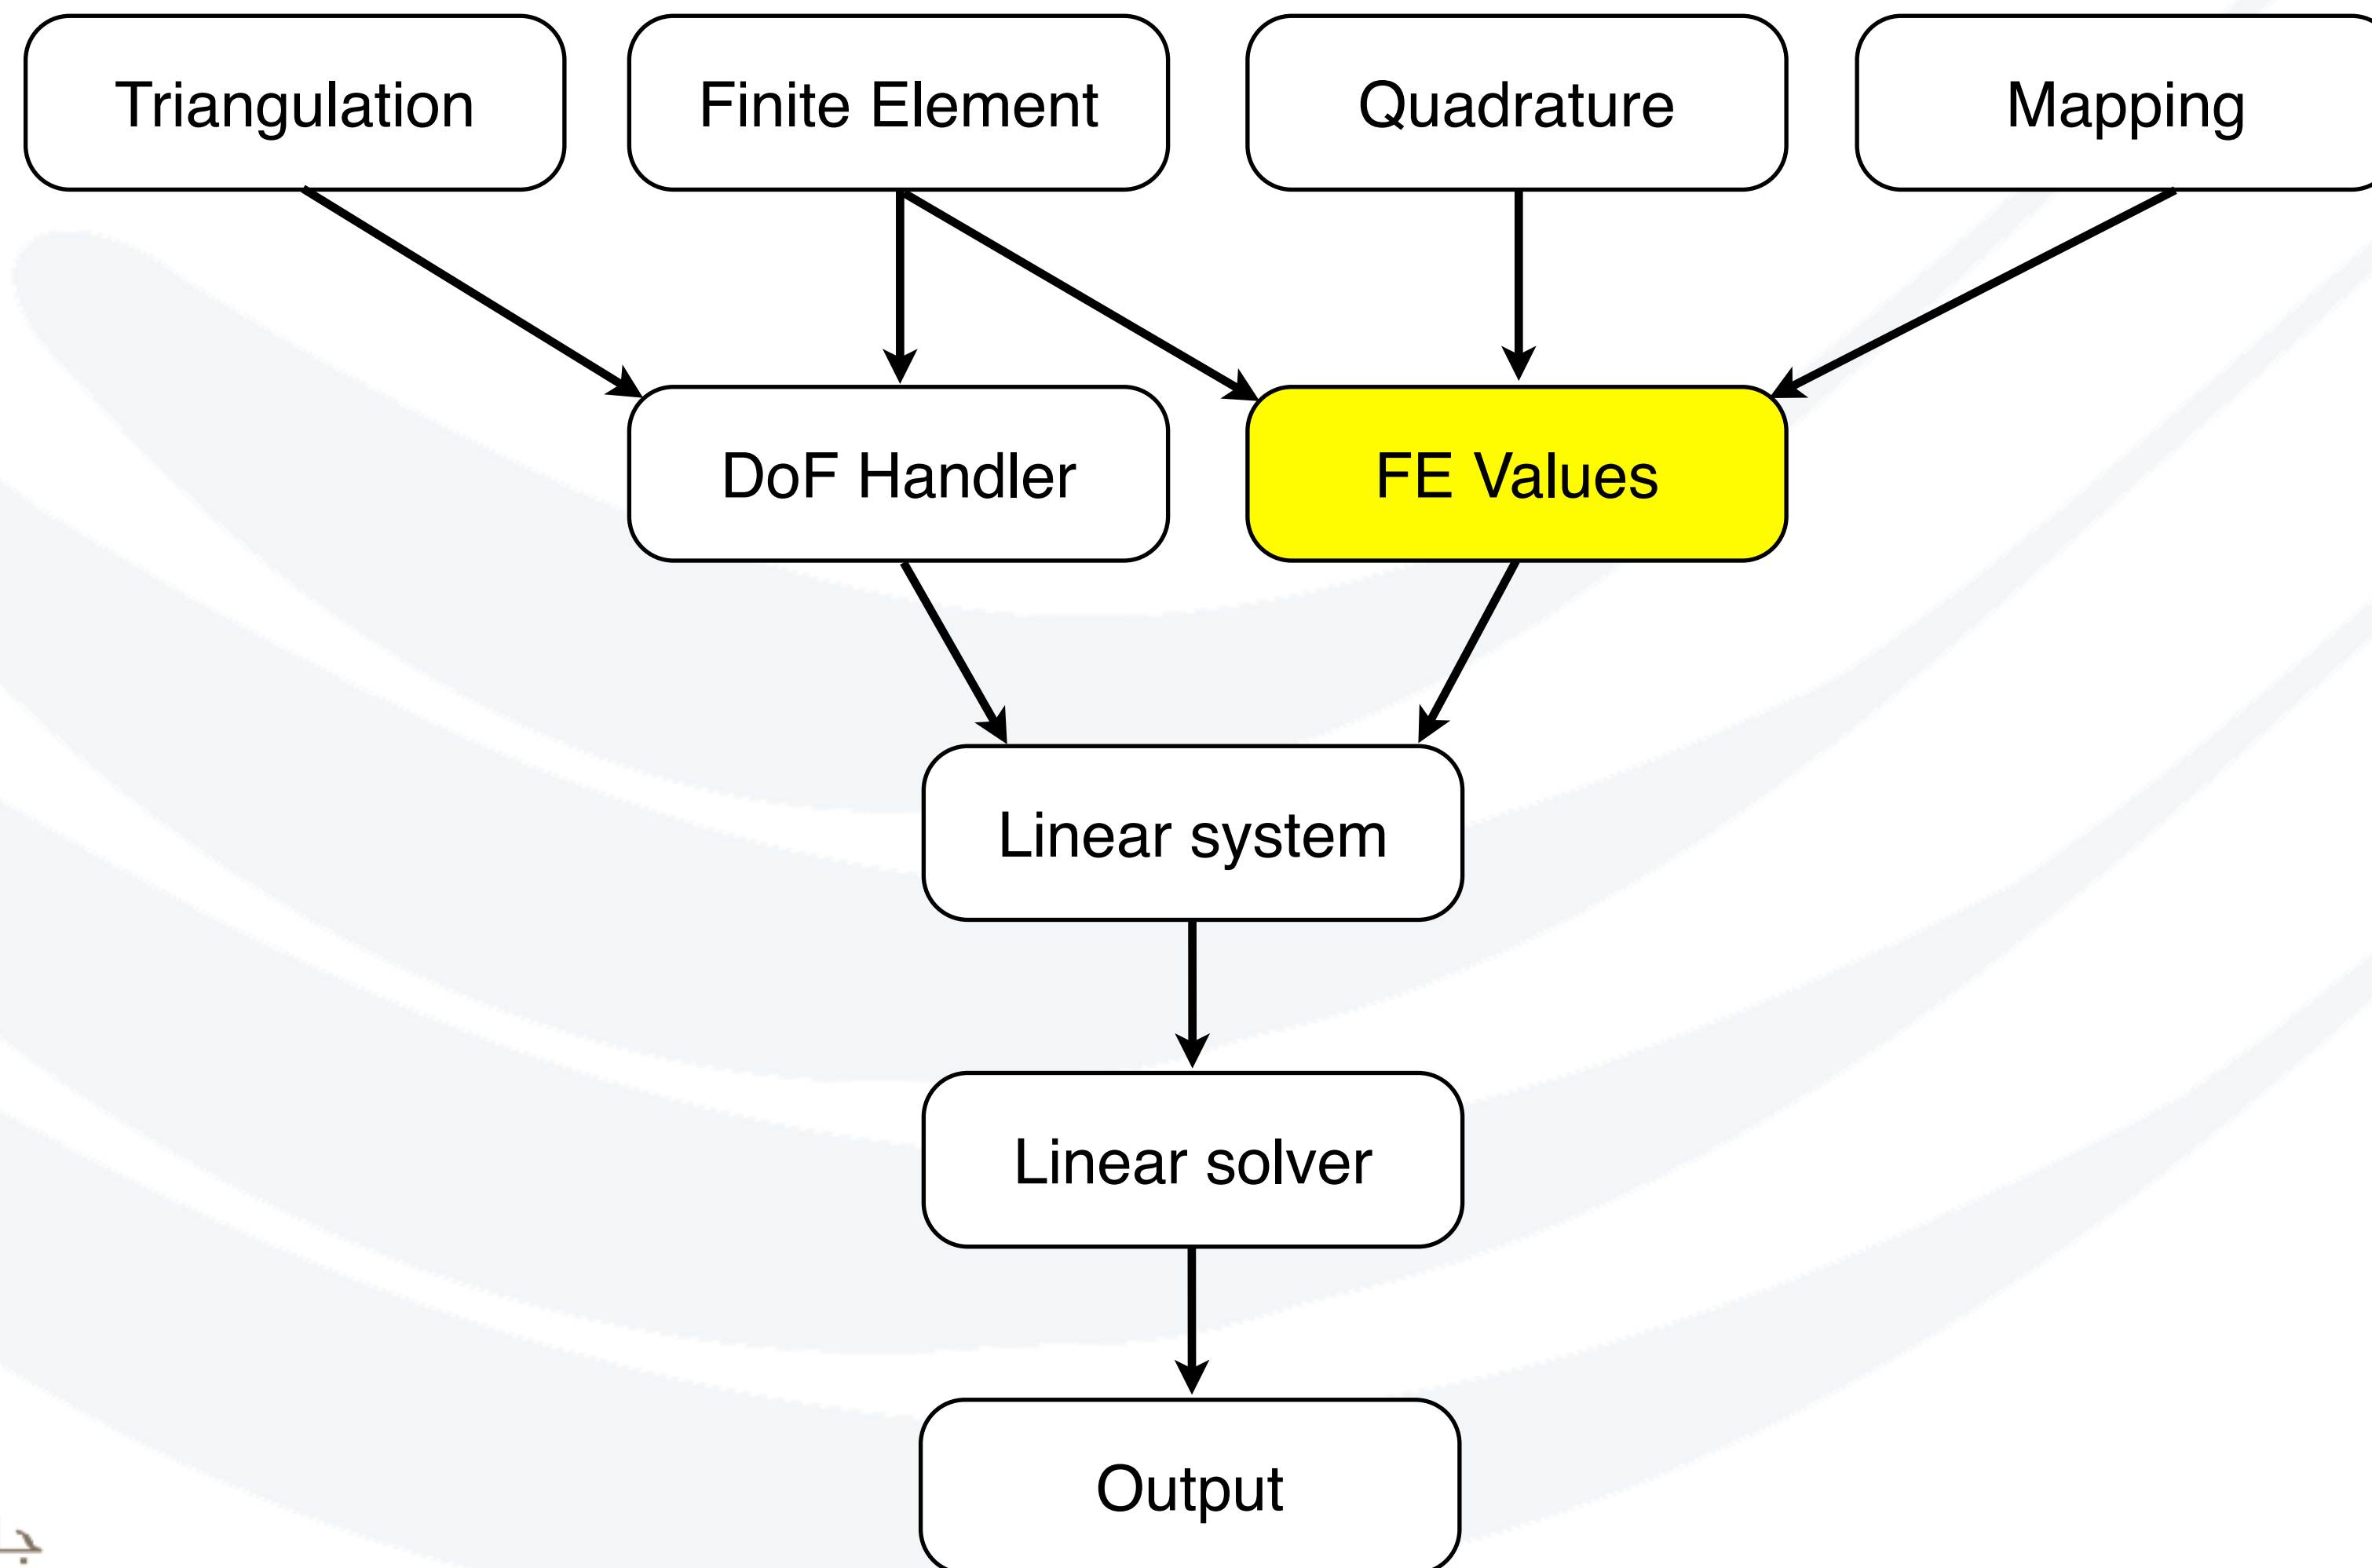 Triangulation
Finite Element
Quadrature
Mapping
DoF Handler
FE Values
Linear system
Linear solver
Output